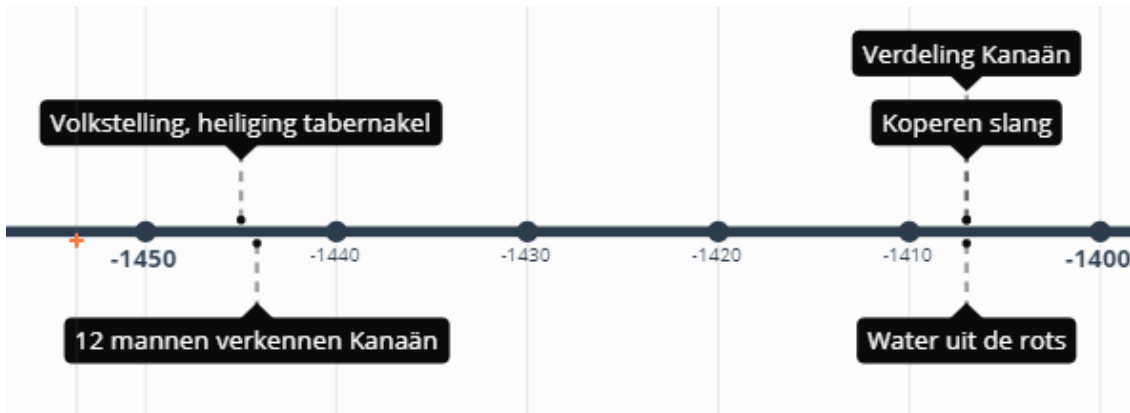 Verdeling Kanaän
Volkstelling, heiliging tabernakel
Koperen slang
-1450
-1440
-1430
-1420
-1410
-1400
12 mannen verkennen Kanaän
Water uit de rots